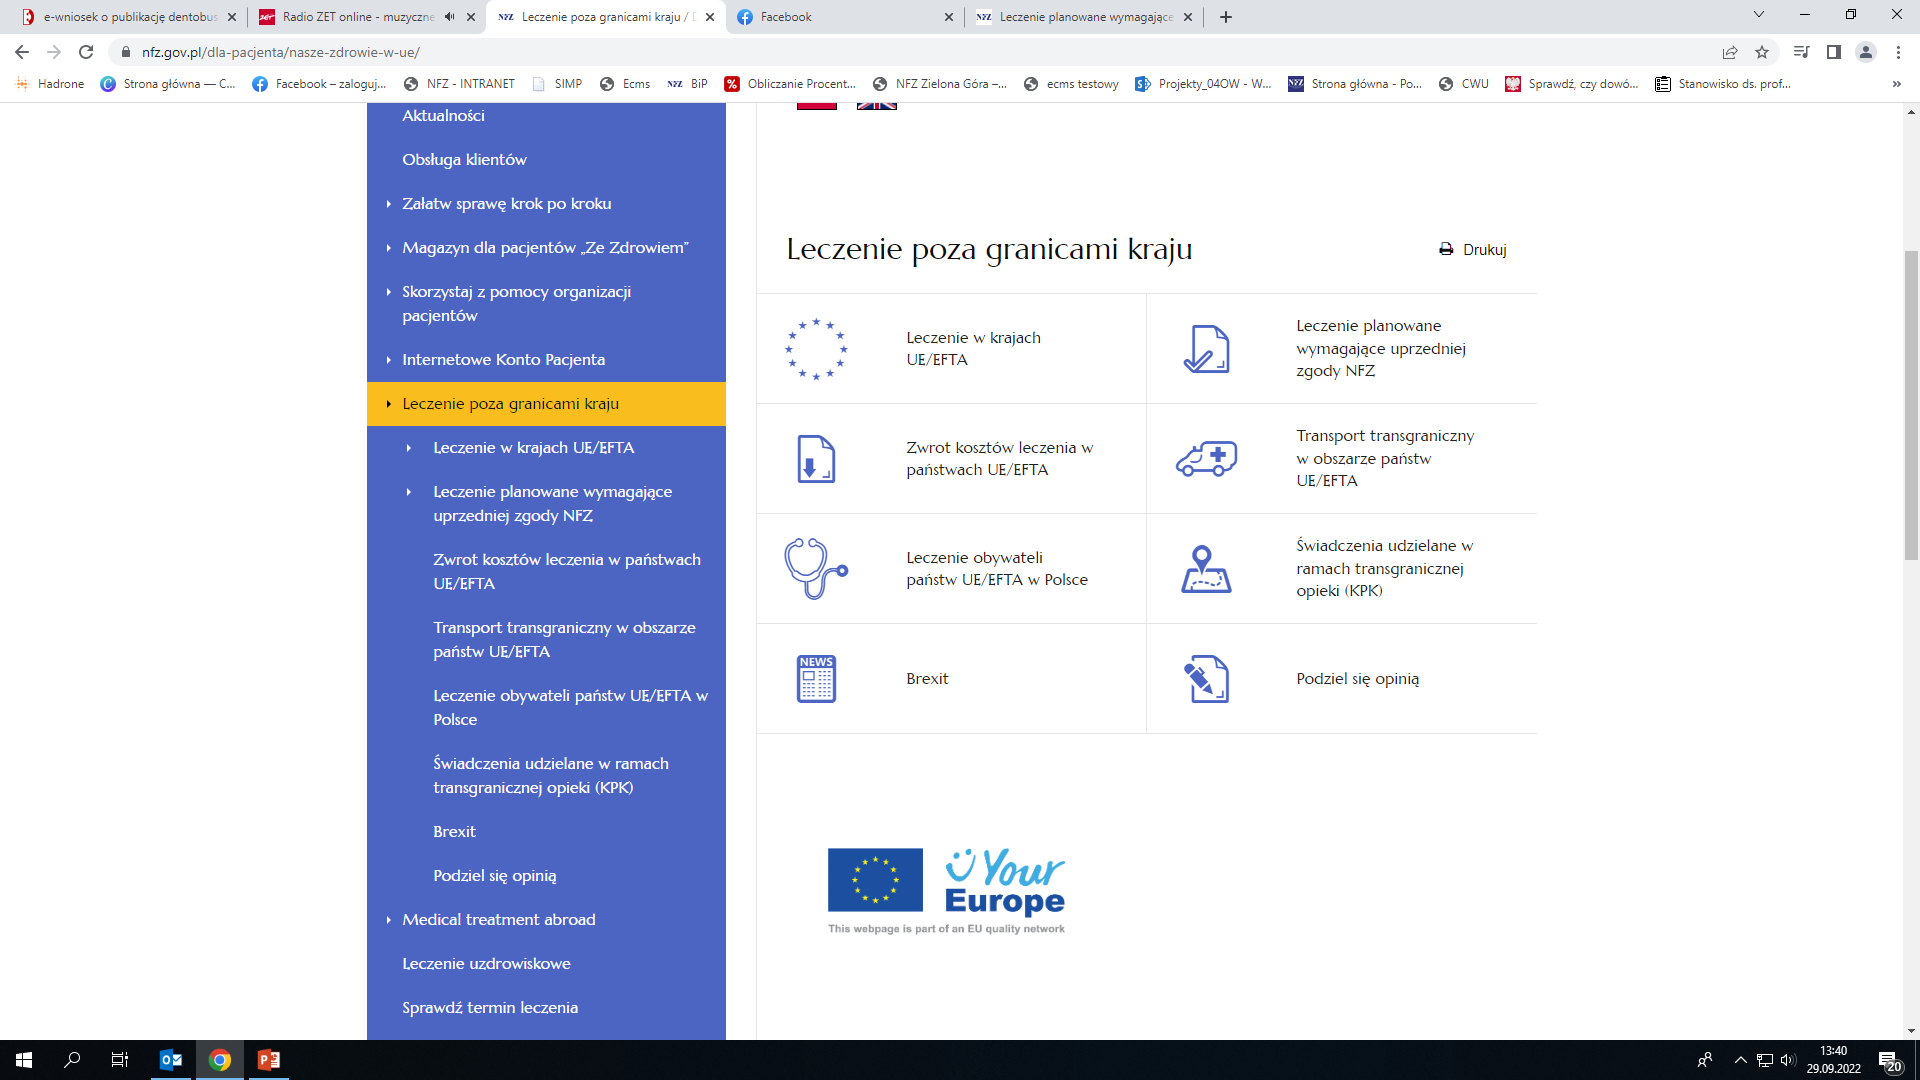 e-wniosek o publikację dentobus
Radio ZET online - muzyczne
Leczenie poza granicami kraju /
Facebook
Leczenie planowane wymagające
nfz.gov.pl/dla-pacjenta/nasze-zdrowie-w-ue/
Hadrone
Strona główna — C...
Facebook – zaloguj...
NFZ - INTRANET
SIMP
Ecms
NFZ BiP
Obliczanie Procent...
NFZ Zielona Góra –...
ecms testowy
Projekty_04OW - W...
Strona główna - Po...
CWU
Sprawdź, czy dowó...
Stanowisko ds. prof...
»
Aktualności
Obsługa klientów
Załatw sprawę krok po kroku
Magazyn dla pacjentów „Ze Zdrowiem”
Skorzystaj z pomocy organizacji
pacjentów
Internetowe Konto Pacjenta
Leczenie poza granicami kraju
Leczenie w krajach UE/EFTA
Leczenie planowane wymagające
uprzedniej zgody NFZ
Zwrot kosztów leczenia w państwach
UE/EFTA
Transport transgraniczny w obszarze
państw UE/EFTA
Leczenie obywateli państw UE/EFTA w
Polsce
Świadczenia udzielane w ramach
transgranicznej opieki (KPK)
Brexit
Podziel się opinią
Medical treatment abroad
Leczenie uzdrowiskowe
Sprawdź termin leczenia
Leczenie poza granicami kraju
Drukuj
Leczenie w krajach
UE/EFTA
Leczenie planowane
wymagające uprzedniej
zgody NFZ
Zwrot kosztów leczenia w
państwach UE/EFTA
Transport transgraniczny
w obszarze państw
UE/EFTA
Leczenie obywateli
państw UE/EFTA w Polsce
Świadczenia udzielane w
ramach transgranicznej
opieki (KPK)
NEWS
Brexit
Podziel się opinią
Your
Europe
This webpage is part of an EU quality network
13:40
29.09.2022
20